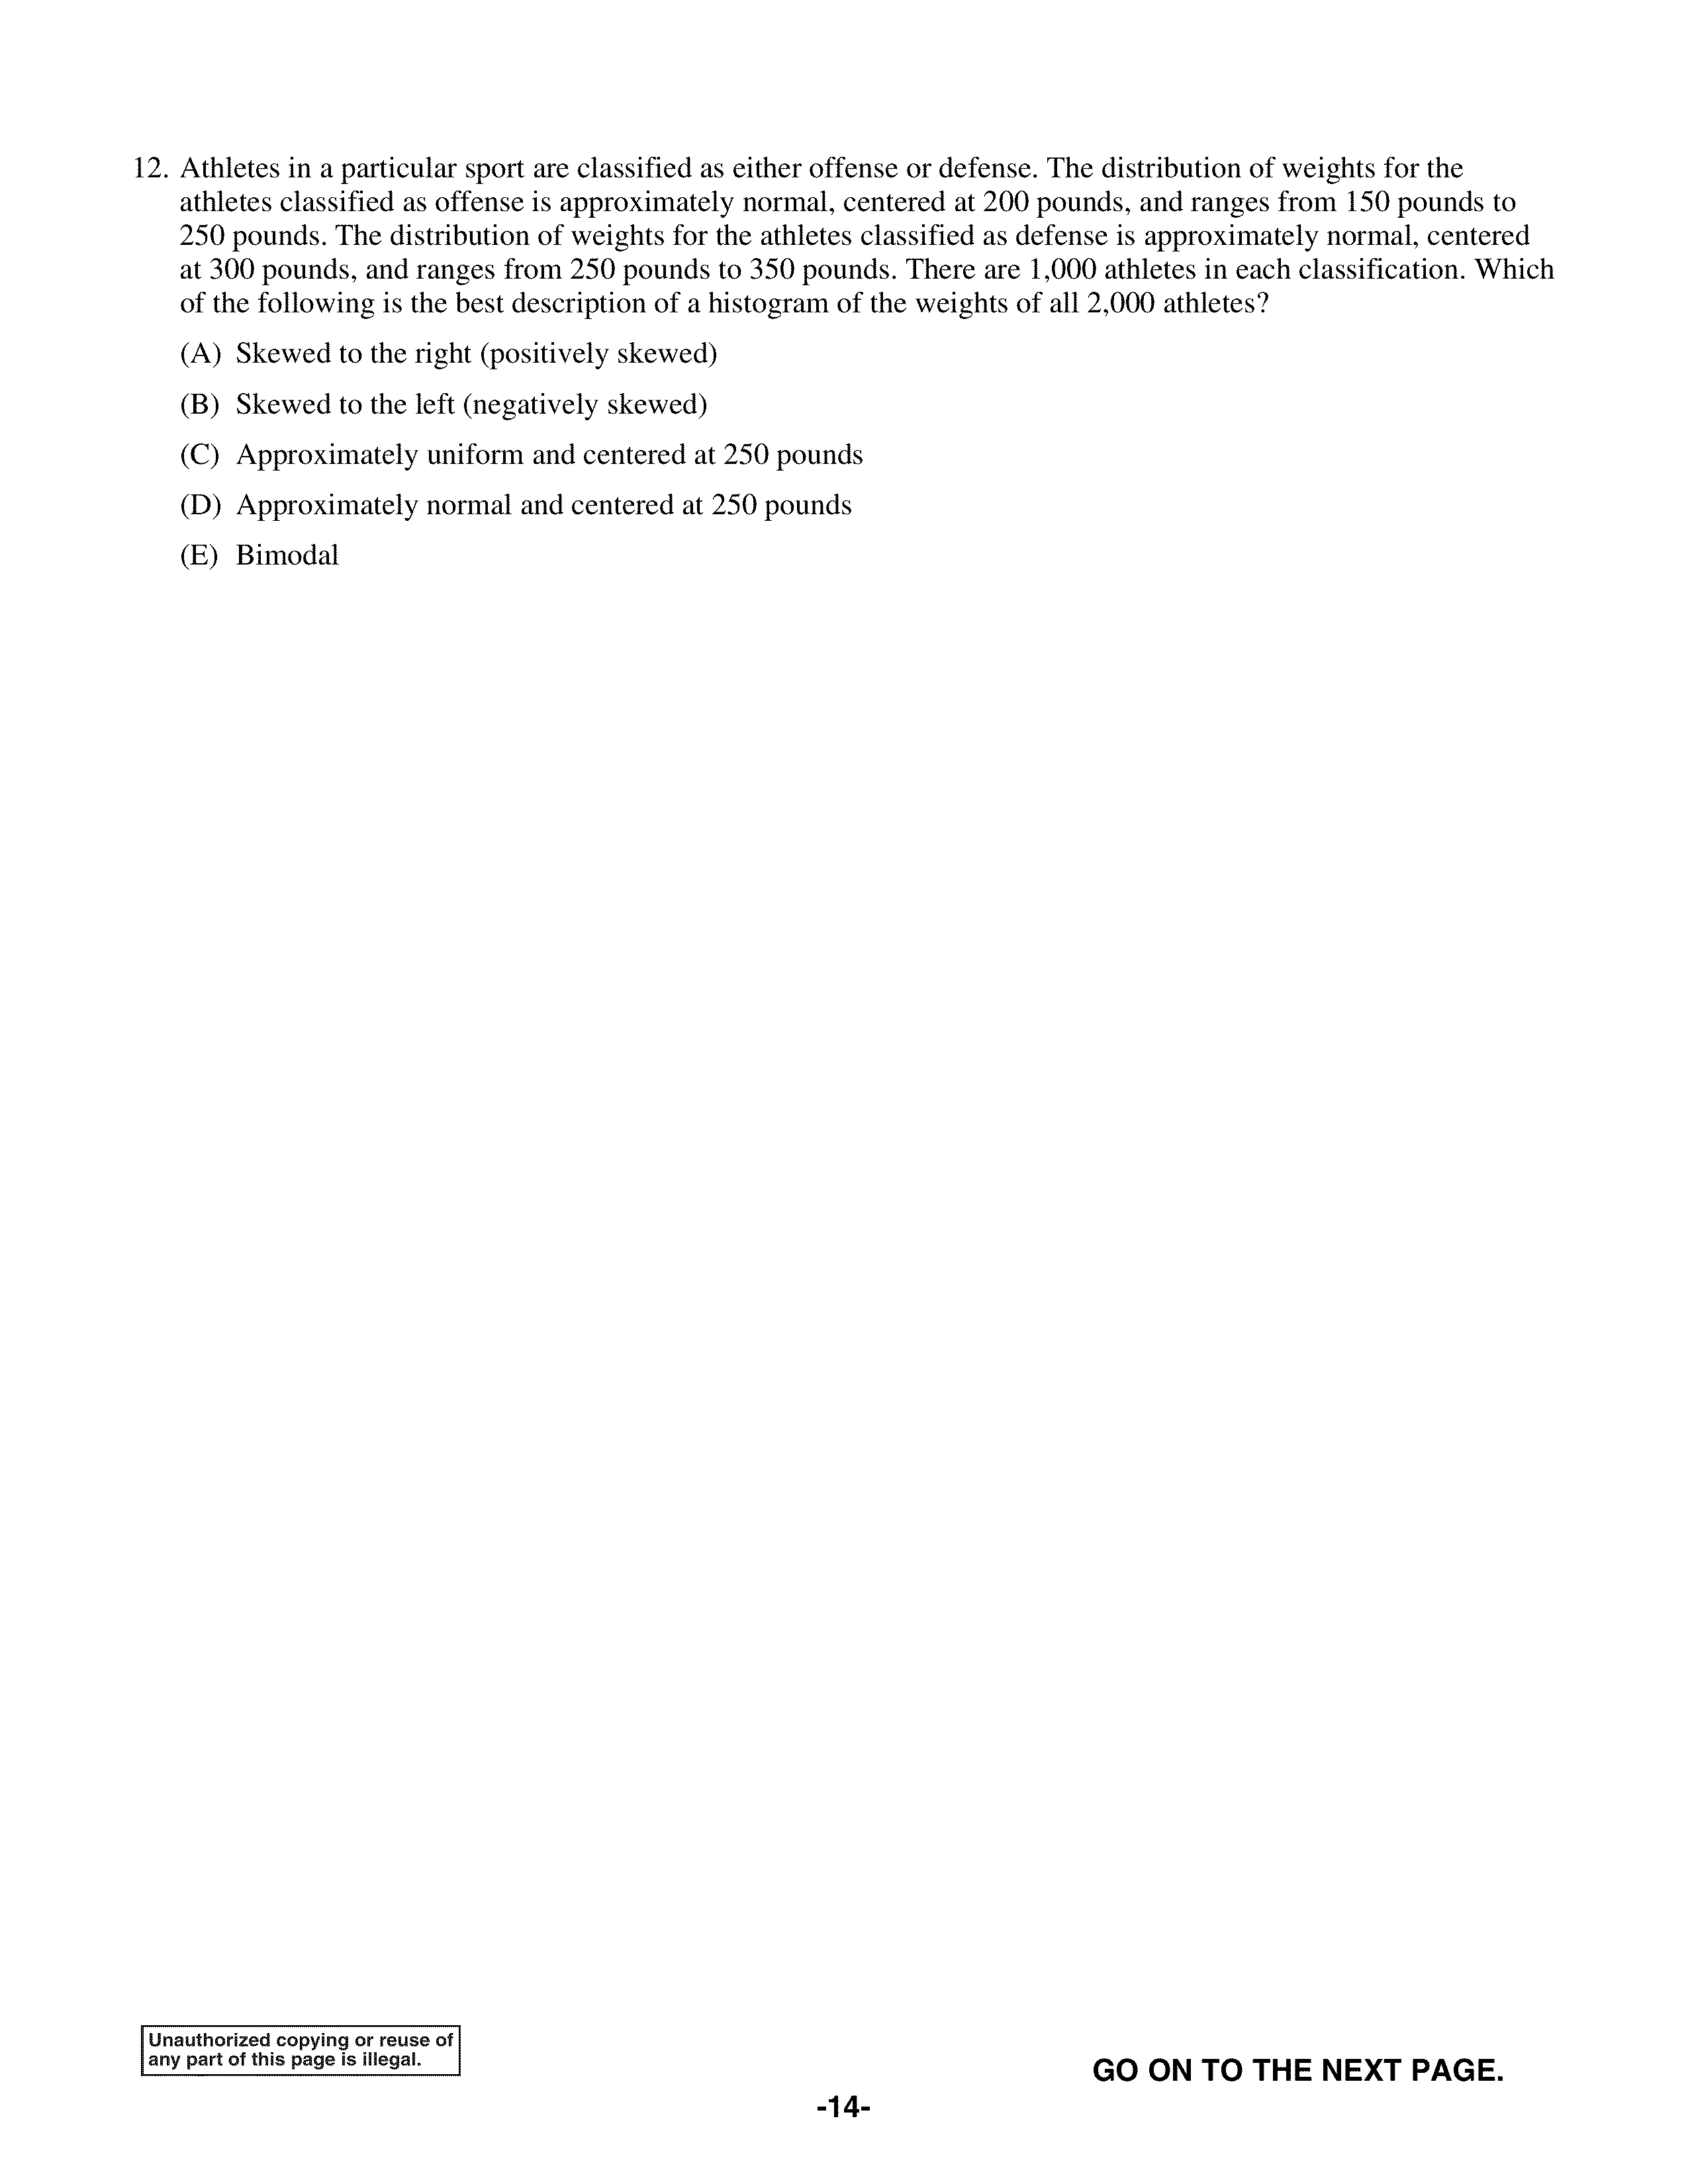 12. Athletes in a particular sport are classified as either offense or defense. The distribution of weights for the
athletes classified as offense is approximately normal, centered at 200 pounds, and ranges from 150 pounds to
250 pounds. The distribution of weights for the athletes classified as defense is approximately normal, centered
at 300 pounds, and ranges from 250 pounds to 350 pounds. There are 1,000 athletes in each classification. Which
of the following is the best description of a histogram of the weights of all 2,000 athletes?
(A) Skewed to the right (positively skewed)
(B) Skewed to the left (negatively skewed)
(C) Approximately uniform and centered at 250 pounds
(D) Approximately normal and centered at 250 pounds
(E) Bimodal
Unauthorized copying or reuse of
any part of this page is illegal.
GO ON TO THE NEXT PAGE.
-14-